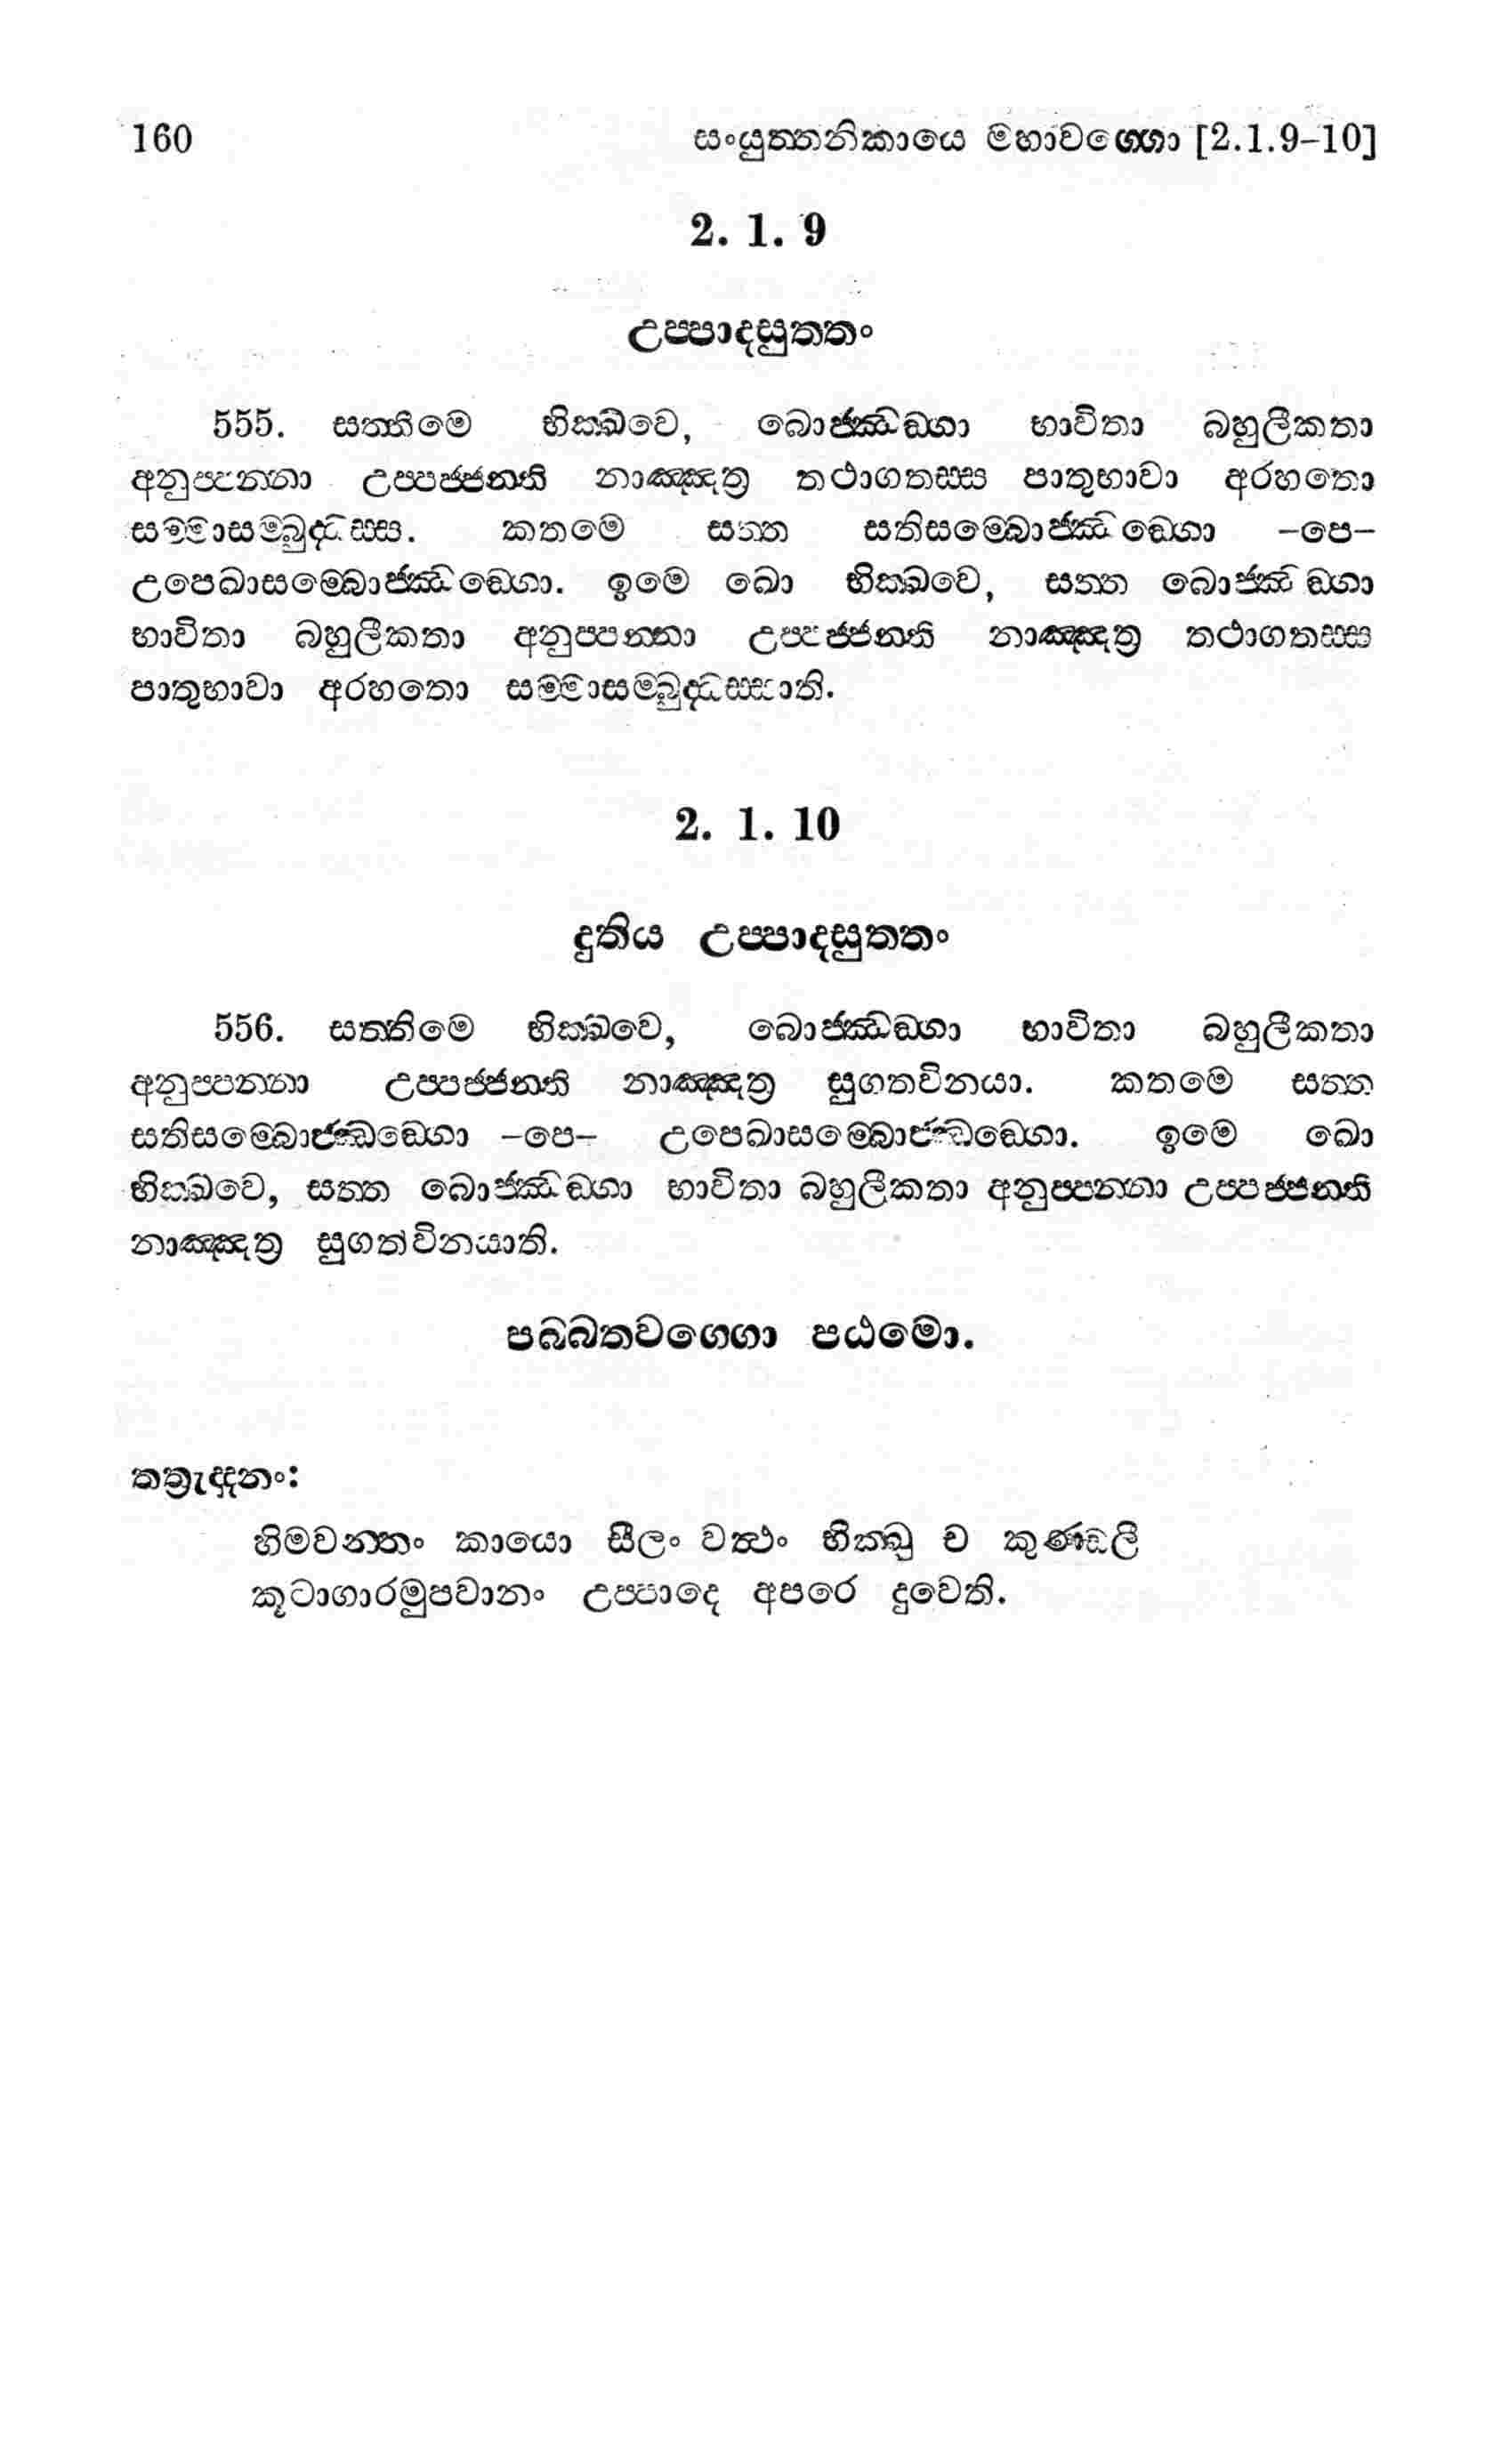 160 සංයුත්තනිකායෙ මහාවග්ගො [2.1.9–10]
2. 1. 9
උප්පාදසුත්තං
555. සත්තිමෙ භික්ඛවෙ, බොජ්ඣඞ්ගා භාවිතා බහුලීකතා
අනුප්පන්නා උප්පජ්ජන්ති නාඤ්ඤත්‍ර තථාගතස්ස පාතුභාවා අරහතො
සම්මාසම්බුද්ධස්ස. කතමෙ සත්ත සතිසම්බොජ්ඣඞ්ගො –පෙ–
උපෙඛාසම්බොජ්ඣඞ්ගො. ඉමෙ ඛො භික්ඛවෙ, සත්ත බොජ්ඣඞ්ගා
භාවිතා බහුලීකතා අනුප්පන්නා උප්පජ්ජන්ති නාඤ්ඤත්‍ර තථාගතස්ස
පාතුභාවා අරහතො සම්මාසම්බුද්ධස්සාති.
2. 1. 10
දුතිය උප්පාදසුත්තං
556. සත්තිමෙ භික්ඛවෙ, බොජ්ඣඞ්ගා භාවිතා බහුලීකතා
අනුප්පන්නා උප්පජ්ජන්ති නාඤ්ඤත්‍ර සුගතවිනයා. කතමෙ සත්ත
සතිසම්බොජ්ඣඞ්ගො –පෙ– උපෙඛාසම්බොජ්ඣඞ්ගො. ඉමෙ ඛො
භික්ඛවෙ, සත්ත බොජ්ඣඞ්ගා භාවිතා බහුලීකතා අනුප්පන්නා උප්පජ්ජන්ති
නාඤ්ඤත්‍ර සුගතවිනයාති.
පබ්බතවග්ගො පඨමො.
තත්‍රැද්දනං:
හිමවන්තං කායො සීලං වත්ථං භික්ඛු ච කුණ්ඩලි
කූටාගාරමුපවානං උප්පාදෙ අපරෙ දුවෙති.